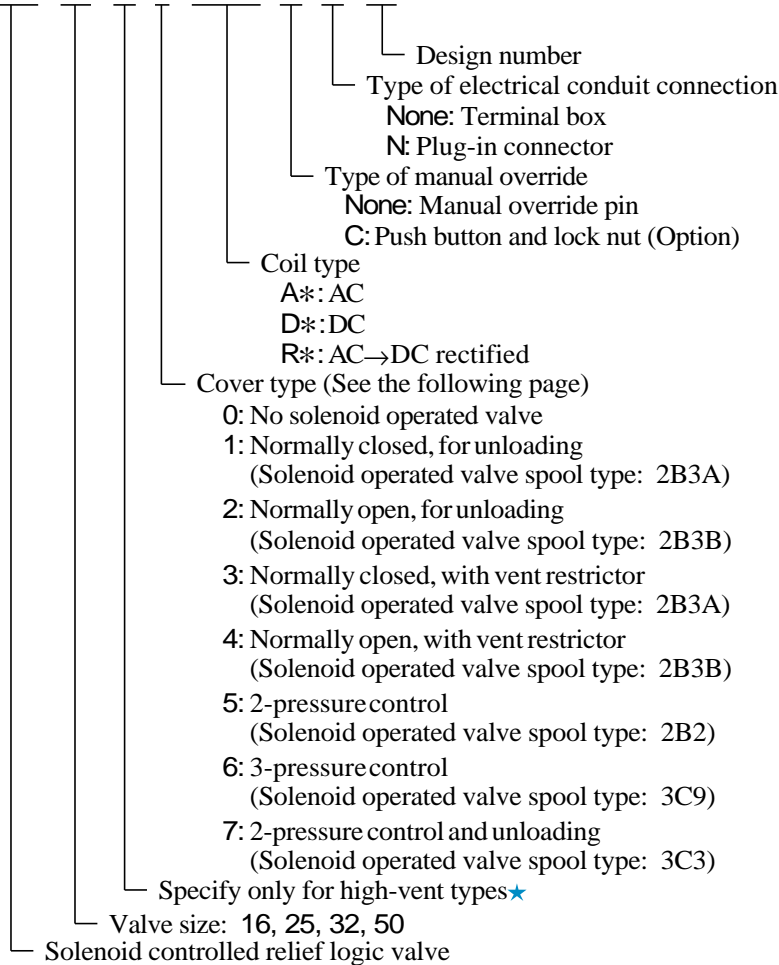 Design number
Type of electrical conduit connection
None: Terminal box
N: Plug-in connector
Type of manual override
None: Manual override pin
C: Push button and lock nut (Option)
Coil type
A*: AC
D*: DC
R*: AC→DC rectified
Cover type (See the following page)
0: No solenoid operated valve
1: Normally closed, for unloading
(Solenoid operated valve spool type: 2B3A)
2: Normally open, for unloading
(Solenoid operated valve spool type: 2B3B)
3: Normally closed, with vent restrictor
(Solenoid operated valve spool type: 2B3A)
4: Normally open, with vent restrictor
(Solenoid operated valve spool type: 2B3B)
5: 2-pressure control
(Solenoid operated valve spool type: 2B2)
6: 3-pressure control
(Solenoid operated valve spool type: 3C9)
7: 2-pressure control and unloading
(Solenoid operated valve spool type: 3C3)
Specify only for high-vent types★
Valve size: 16, 25, 32, 50
Solenoid controlled relief logic valve